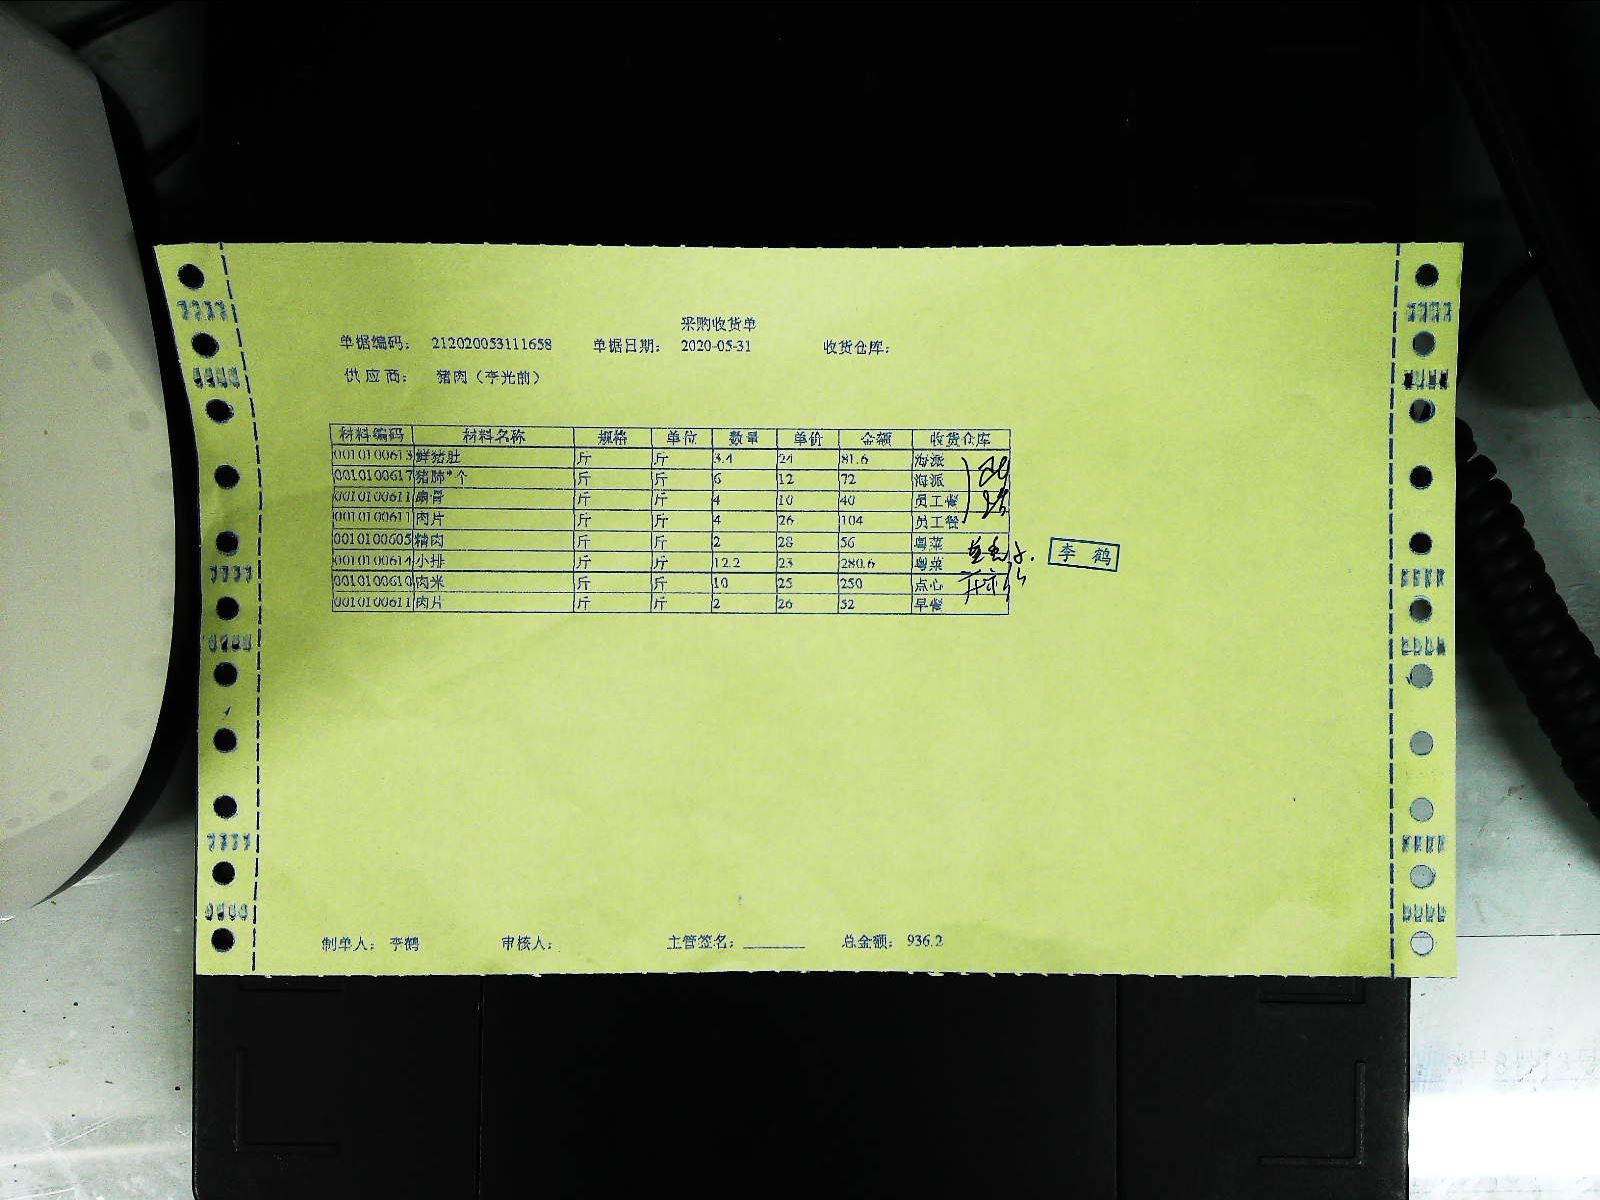 采购收货单
单据编码： 212020053111658 单据日期： 2020-05-31 收货仓库：
供应商： 猪肉（李光前）
材料编码 材料名称 规格 单位 数量 单价 金额 收货仓库
0010100613 鲜猪肚 斤 斤 3.4 24 81.6 海派
0010100617 猪肺*个 斤 斤 6 12 72 海派
0010100611 扇骨 斤 斤 4 10 40 员工餐
0010100611 肉片 斤 斤 4 26 104 员工餐
0010100605 精肉 斤 斤 2 28 56 粤菜
0010100614 小排 斤 斤 12.2 23 280.6 粤菜
李鹤
0010100610 肉米 斤 斤 10 25 250 点心
0010100611 肉片 斤 斤 2 26 52 早餐
制单人： 李鹤 审核人： 主管签名： 总金额： 936.2